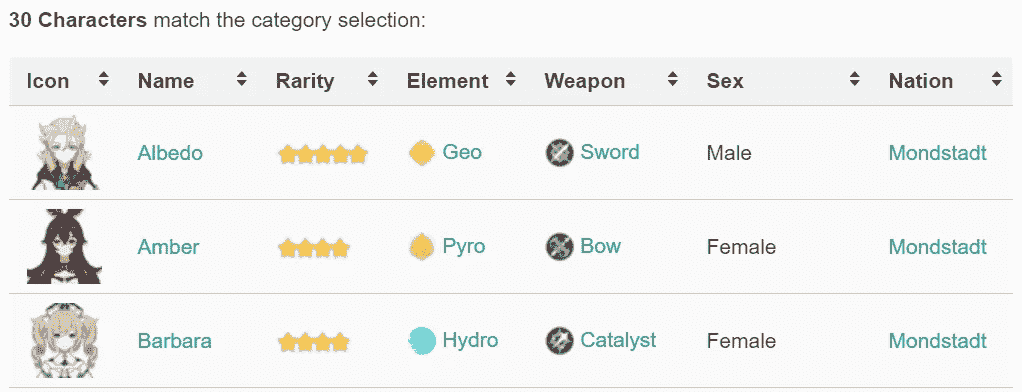 30 Characters match the category selection:
Icon Name Rarity Element Weapon Sex Nation
Albedo Geo Sword Male Mondstadt
Amber Pyro Bow Female Mondstadt
Barbara Hydro Catalyst Female Mondstadt